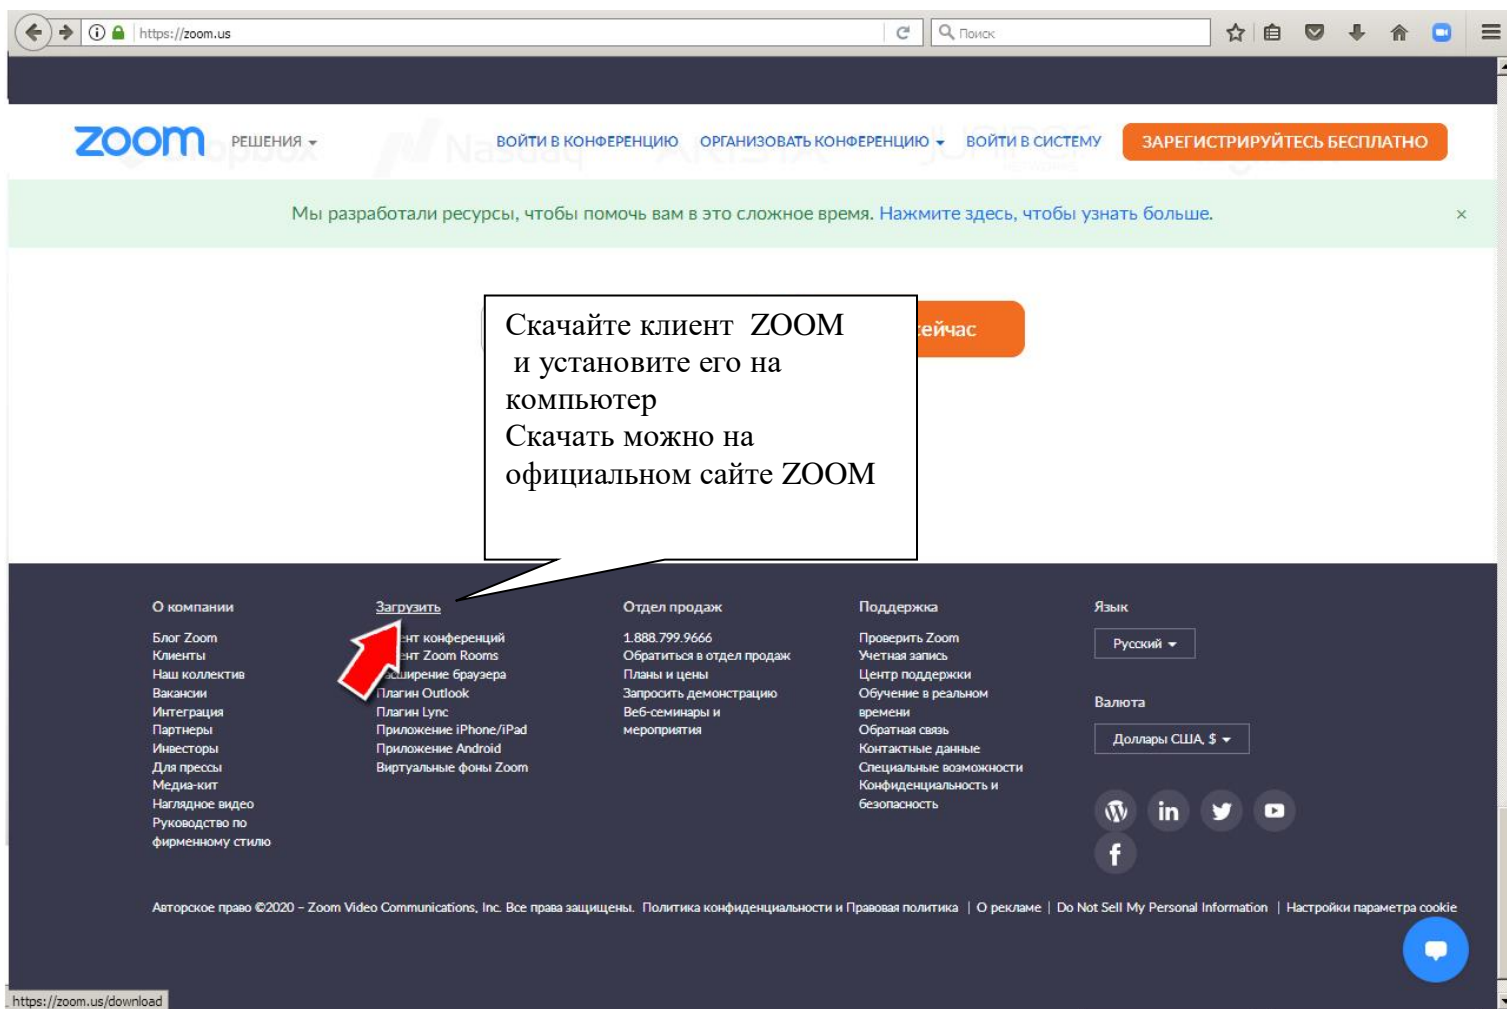 https://zoom.us
Поиск
zoom
РЕШЕНИЯ
ВОЙТИ В КОНФЕРЕНЦИЮ
ОРГАНИЗОВАТЬ КОНФЕРЕНЦИЮ
ВОЙТИ В СИСТЕМУ
ЗАРЕГИСТРИРУЙТЕСЬ БЕСПЛАТНО
Nasdaq
Мы разработали ресурсы, чтобы помочь вам в это сложное время. Нажмите здесь, чтобы узнать больше.
×
Скачайте клиент ZOOM
и установите его на
компьютер
Скачать можно на
официальном сайте ZOOM
сейчас
О компании
Блог Zoom
Клиенты
Наш коллектив
Вакансии
Интеграция
Партнеры
Инвесторы
Для прессы
Медиа-кит
Наглядное видео
Руководство по
фирменному стилю
Загрузить
конференций
Zoom Rooms
браузера
Плагин Outlook
Плагин Lync
Приложение iPhone/iPad
Приложение Android
Виртуальные фоны Zoom
Отдел продаж
1.888.799.9666
Обратиться в отдел продаж
Планы и цены
Запросить демонстрацию
Веб-семинары и
мероприятия
Поддержка
Проверить Zoom
Учетная запись
Центр поддержки
Обучение в реальном
времени
Обратная связь
Контактные данные
Специальные возможности
Конфиденциальность и
безопасность
Язык
Русский
Валюта
Доллары США, $
Авторское право ©2020 – Zoom Video Communications, Inc. Все права защищены. Политика конфиденциальности и Правовая политика | О рекламе | Do Not Sell My Personal Information | Настройки параметра cookie
https://zoom.us/download